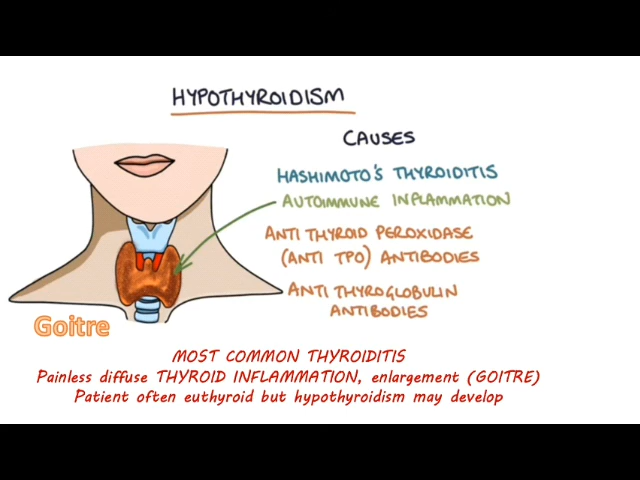 HYPOTHYROIDISM
CAUSES
HASHIMOTO'S THYROIDITIS
AUTOIMMUNE INFLAMMATION
ANTI THYROID PEROXIDASE
(ANTI TPO) ANTIBODIES
ANTI THYROGLOBULIN
ANTIBODIES
Goitre
MOST COMMON THYROIDITIS
Painless diffuse THYROID INFLAMMATION, enlargement (GOITRE)
Patient often euthyroid but hypothyroidism may develop